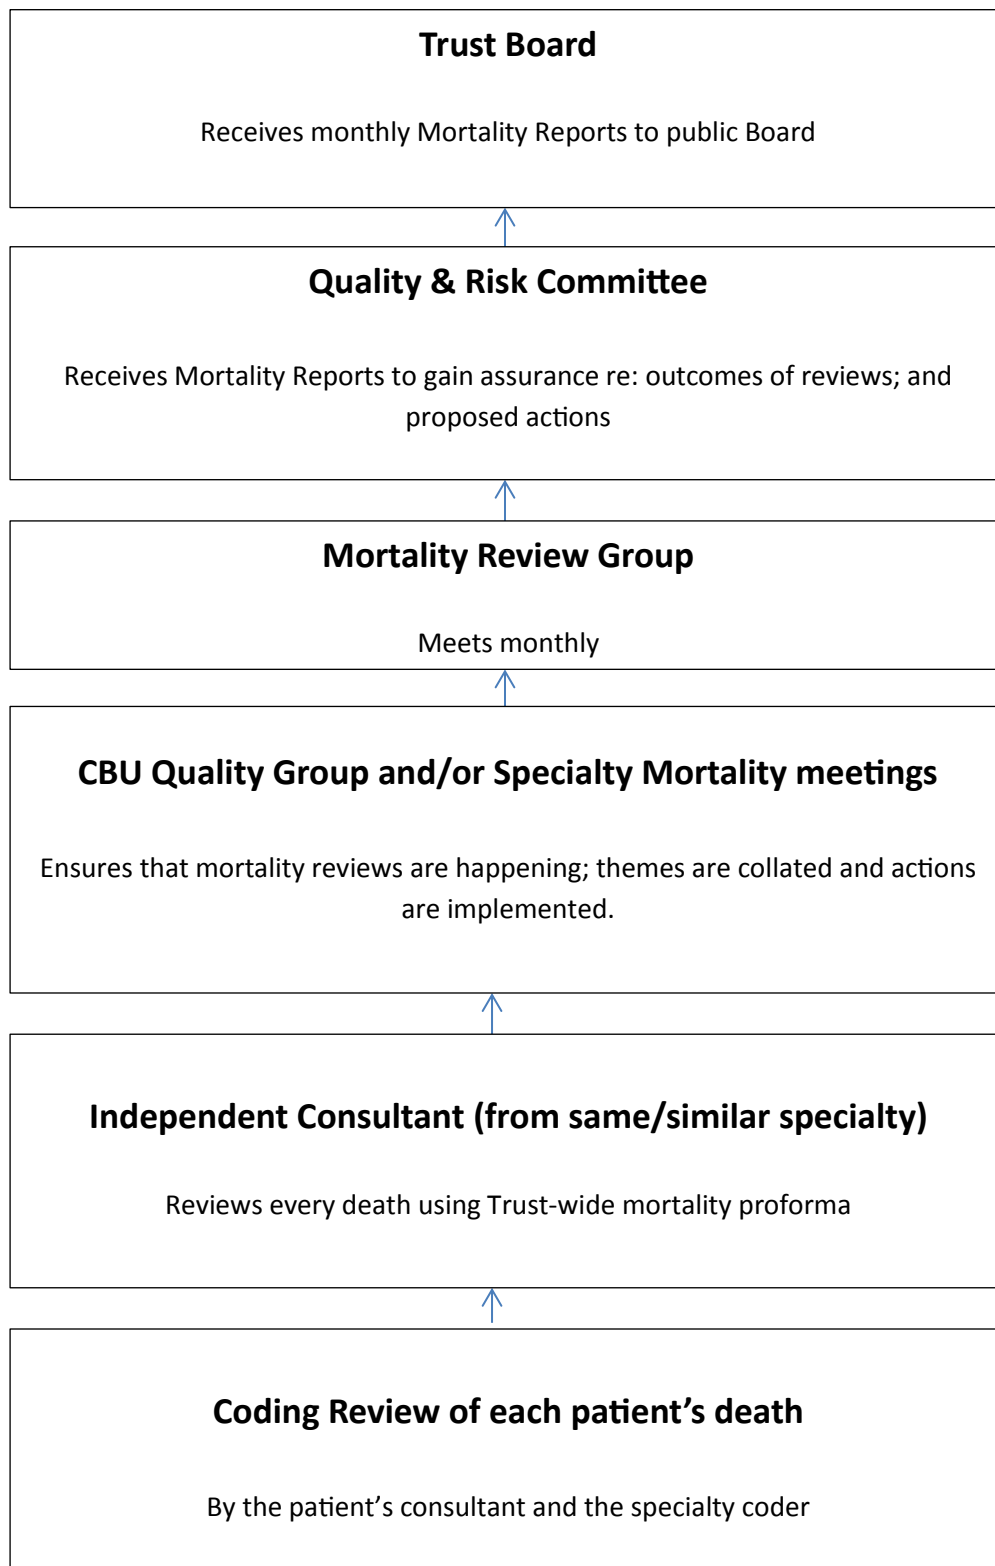 Trust Board
Receives monthly Mortality Reports to public Board
Quality & Risk Committee
Receives Mortality Reports to gain assurance re: outcomes of reviews; and
proposed actions
Mortality Review Group
Meets monthly
CBU Quality Group and/or Specialty Mortality meetings
Ensures that mortality reviews are happening; themes are collated and actions
are implemented.
Independent Consultant (from same/similar specialty)
Reviews every death using Trust-wide mortality proforma
Coding Review of each patient’s death
By the patient’s consultant and the specialty coder